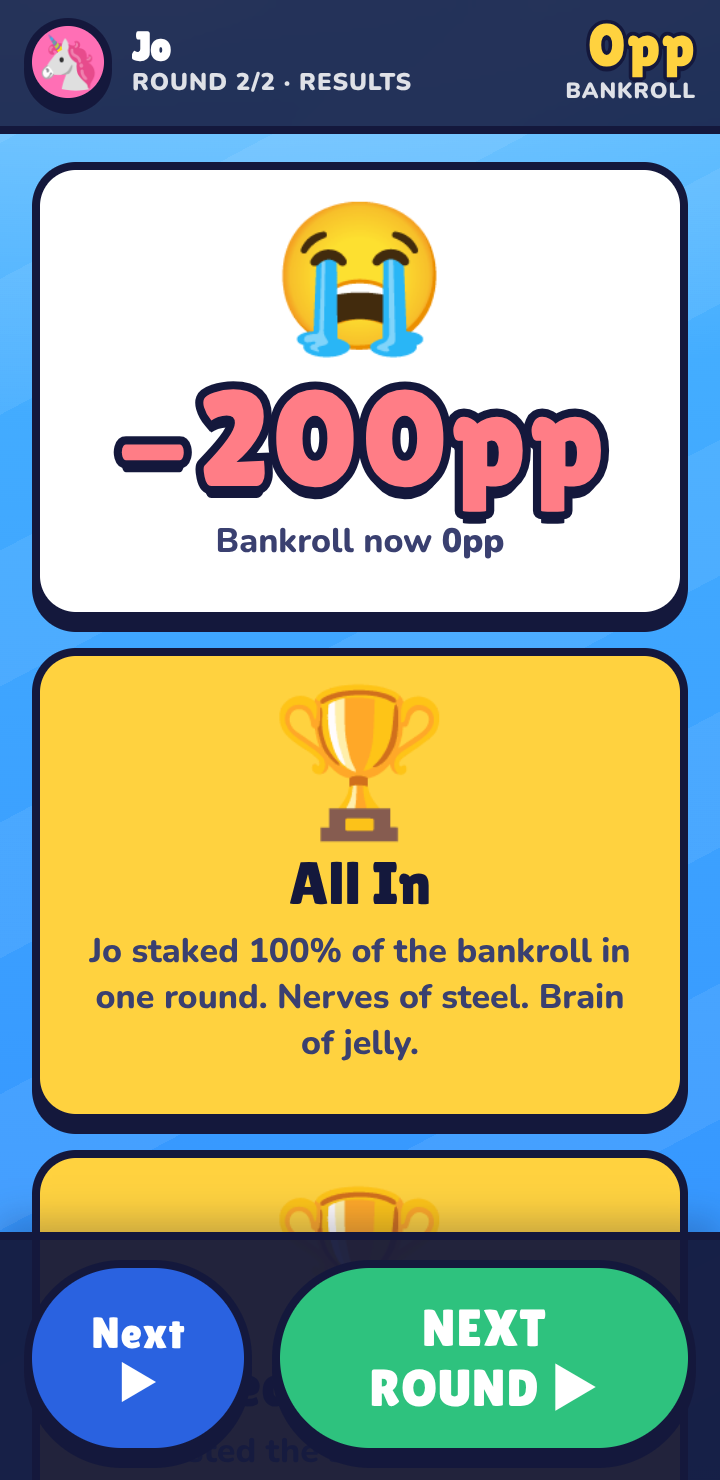 Jo
ROUND 2/2 · RESULTS
0pp
BANKROLL
–200pp
Bankroll now 0pp
All In
Jo staked 100% of the bankroll in
one round. Nerves of steel. Brain
of jelly.
Next
▶
NEXT
ROUND ▶
the